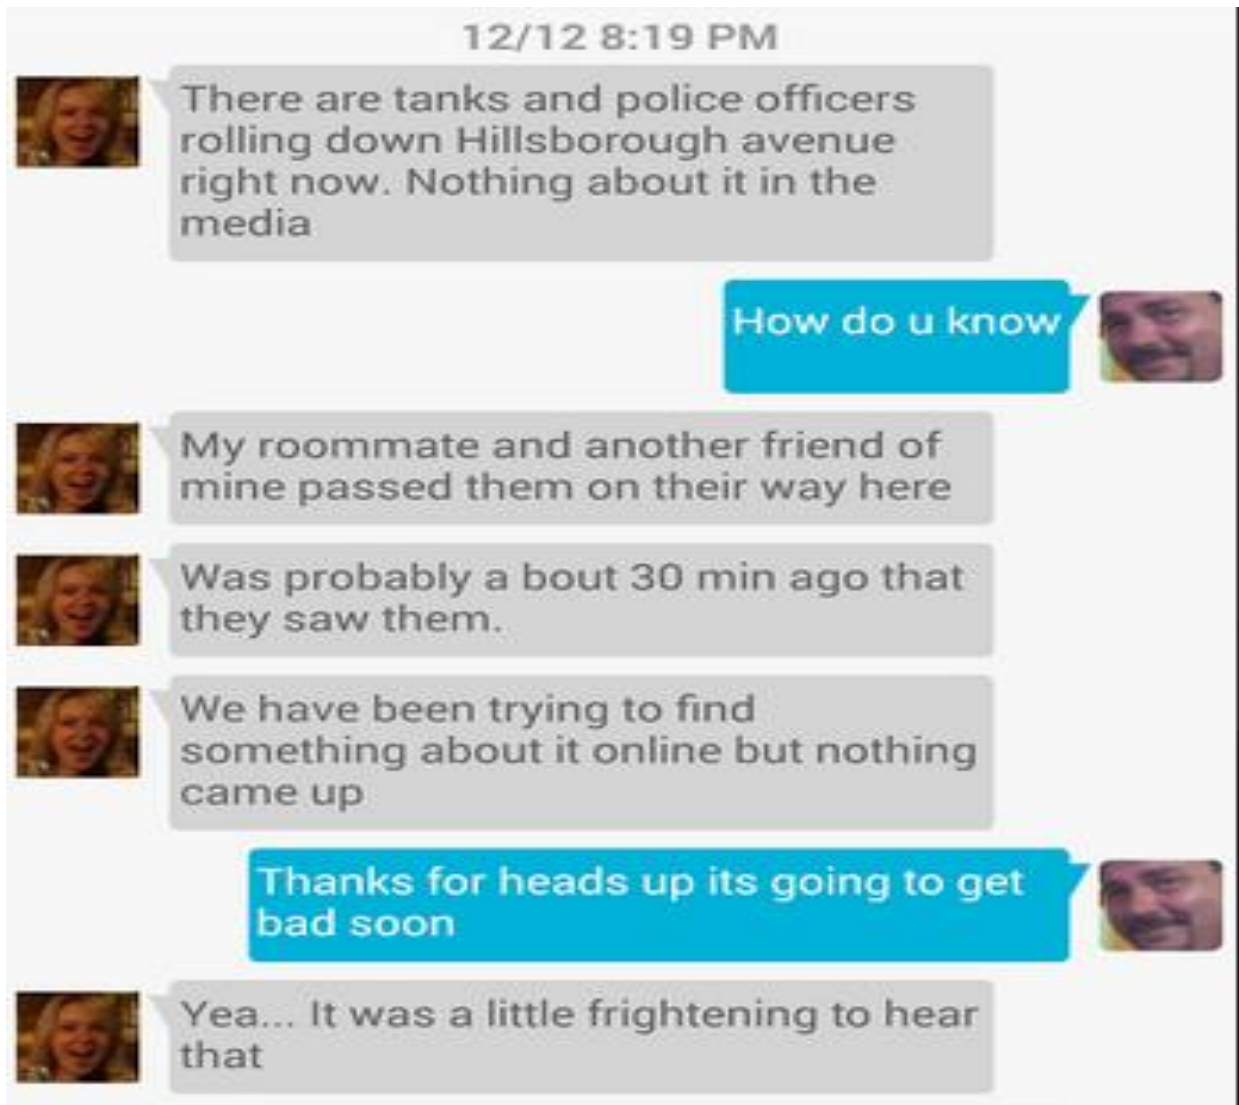 12/12 8:19 PM
There are tanks and police officers
rolling down Hillsborough avenue
right now. Nothing about it in the
media
How do u know
My roommate and another friend of
mine passed them on their way here
Was probably a bout 30 min ago that
they saw them.
We have been trying to find
something about it online but nothing
came up
Thanks for heads up its going to get
bad soon
Yea... It was a little frightening to hear
that